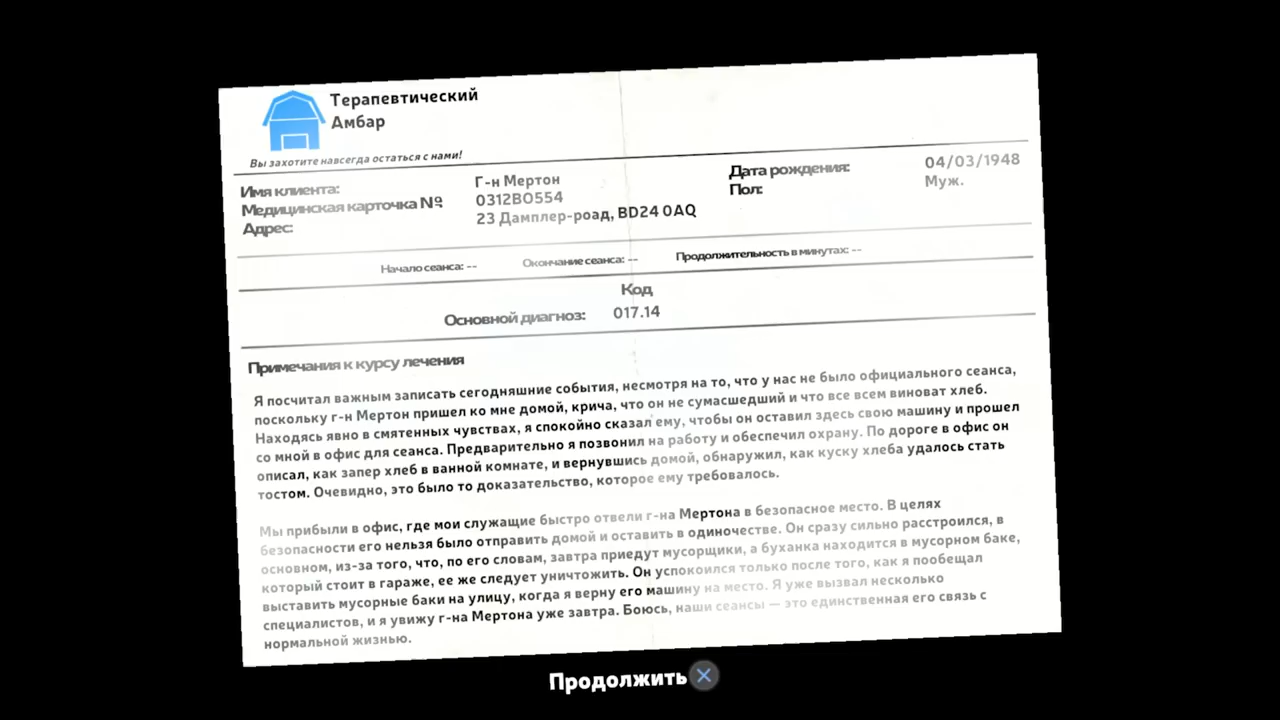 Терапевтический
Амбар
Вы захотите навсегда остаться с нами!
Имя клиента: Г-н Мертон Дата рождения: 04/03/1948
Медицинская карточка № 0312BO554 Пол: Муж.
Адрес: 23 Дамплер-роад, BD24 0AQ
Начало сеанса: -- Окончание сеанса: -- Продолжительность в минутах: --
Код
Основной диагноз: 017.14
Примечания к курсу лечения
Я посчитал важным записать сегодняшние события, несмотря на то, что у нас не было официального сеанса,
поскольку г-н Мертон пришел ко мне домой, крича, что он не сумасшедший и что все всем виноват хлеб.
Находясь явно в смятенных чувствах, я спокойно сказал ему, чтобы он оставил здесь свою машину и прошел
со мной в офис для сеанса. Предварительно я позвонил на работу и обеспечил охрану. По дороге в офис он
описал, как запер хлеб в ванной комнате, и вернувшись домой, обнаружил, как куску хлеба удалось стать
тостом. Очевидно, это было то доказательство, которое ему требовалось.
Мы прибыли в офис, где мои служащие быстро отвели г-на Мертона в безопасное место. В целях
безопасности его нельзя было отправить домой и оставить в одиночестве. Он сразу сильно расстроился, в
основном, из-за того, что, по его словам, завтра приедут мусорщики, а буханка находится в мусорном баке,
который стоит в гараже, ее же следует уничтожить. Он успокоился только после того, как я пообещал
выставить мусорные баки на улицу, когда я верну его машину на место. Я уже вызвал несколько
специалистов, и я увижу г-на Мертона уже завтра. Боюсь, наши сеансы — это единственная его связь с
нормальной жизнью.
Продолжить